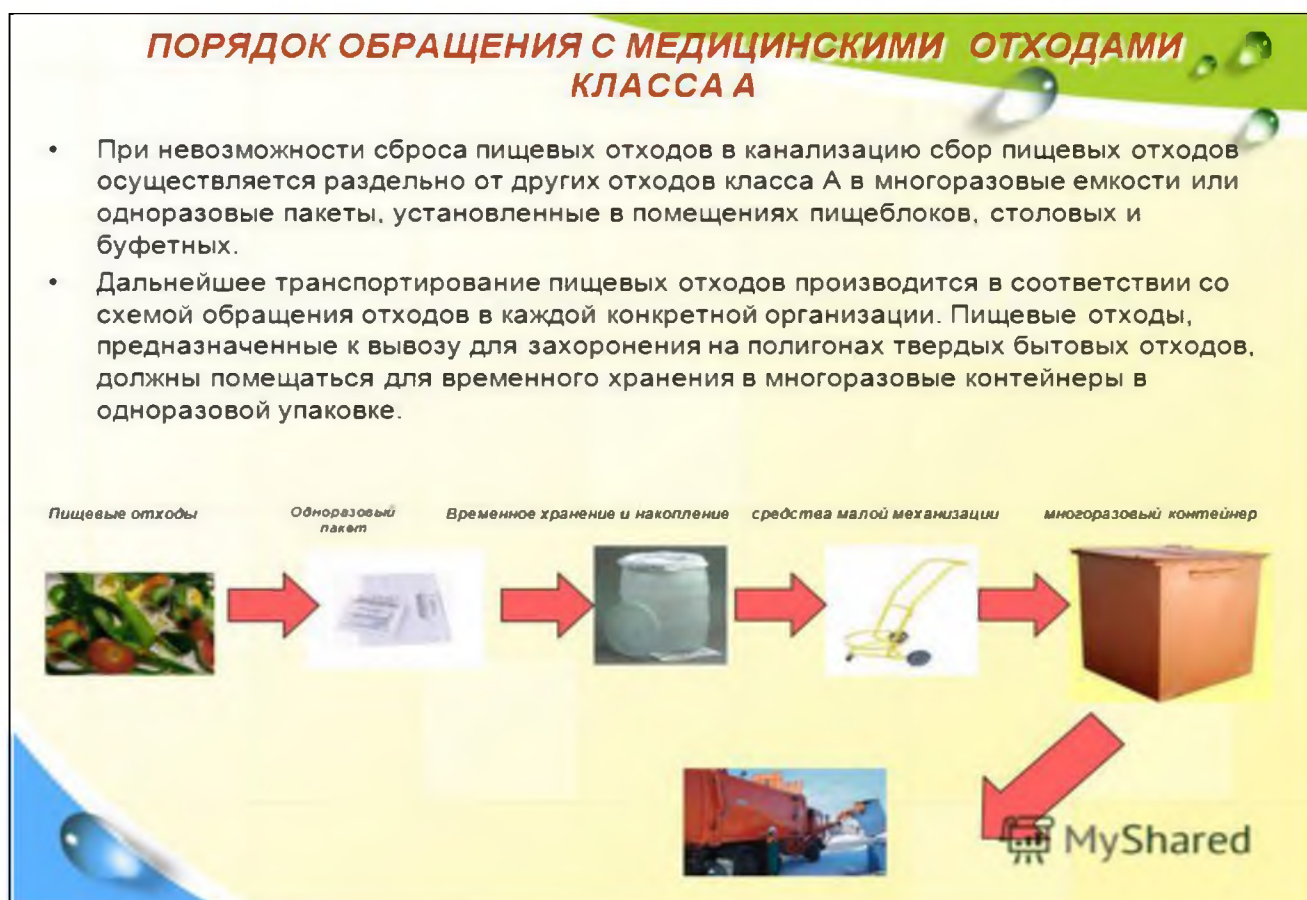 ПОРЯДОК ОБРАЩЕНИЯ С МЕДИЦИНСКИМИ ОТХОДАМИ
КЛАССА А
• При невозможности сброса пищевых отходов в канализацию сбор пищевых отходов
осуществляется раздельно от других отходов класса А в многоразовые емкости или
одноразовые пакеты, установленные в помещениях пищеблоков, столовых и
буфетных.
• Дальнейшее транспортирование пищевых отходов производится в соответствии со
схемой обращения отходов в каждой конкретной организации. Пищевые отходы,
предназначенные к вывозу для захоронения на полигонах твердых бытовых отходов,
должны помещаться для временного хранения в многоразовые контейнеры в
одноразовой упаковке.
Пищевые отходы
Одноразовый
пакет
Временное хранение и накопление
средства малой механизации
многоразовый контейнер
MyShared